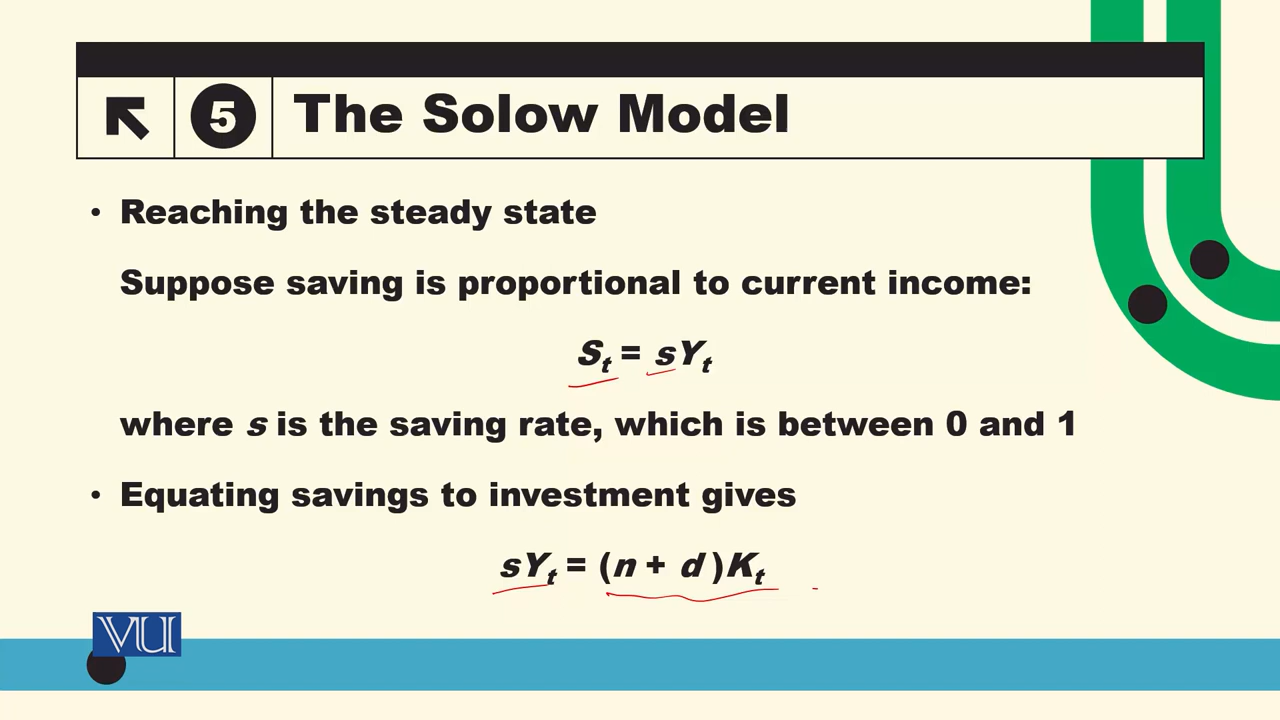 5 The Solow Model
• Reaching the steady state
Suppose saving is proportional to current income:
Sₜ = sYₜ
where s is the saving rate, which is between 0 and 1
• Equating savings to investment gives
sYₜ = (n + d )Kₜ
VU